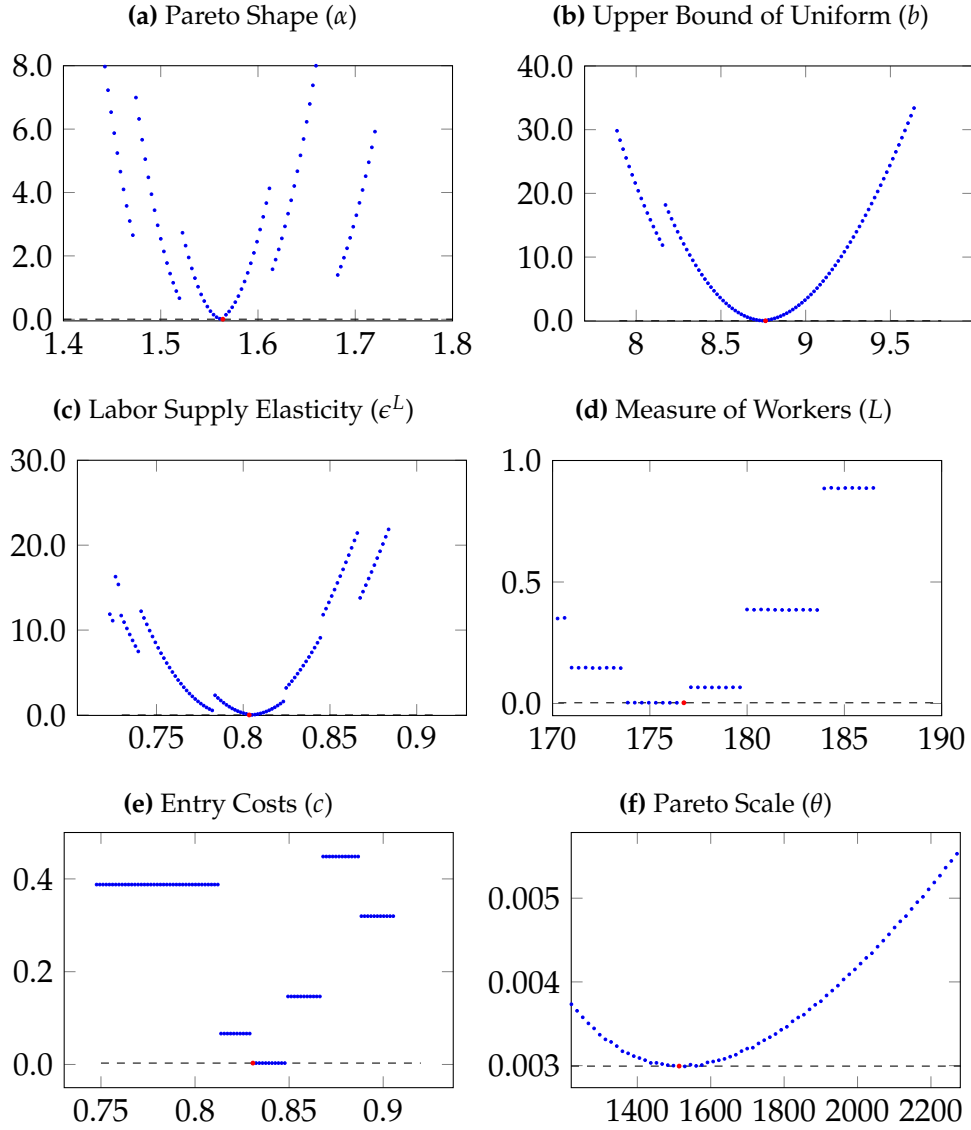 (a) Pareto Shape (α)
8.0
6.0
4.0
2.0
0.0
1.4 1.5 1.6 1.7 1.8
(b) Upper Bound of Uniform (b)
40.0
30.0
20.0
10.0
0.0
8 8.5 9 9.5
(c) Labor Supply Elasticity (ϵ^L)
30.0
20.0
10.0
0.0
0.75 0.8 0.85 0.9
(d) Measure of Workers (L)
1.0
0.5
0.0
170 175 180 185 190
(e) Entry Costs (c)
0.4
0.2
0.0
0.75 0.8 0.85 0.9
(f) Pareto Scale (θ)
0.005
0.004
0.003
1400 1600 1800 2000 2200